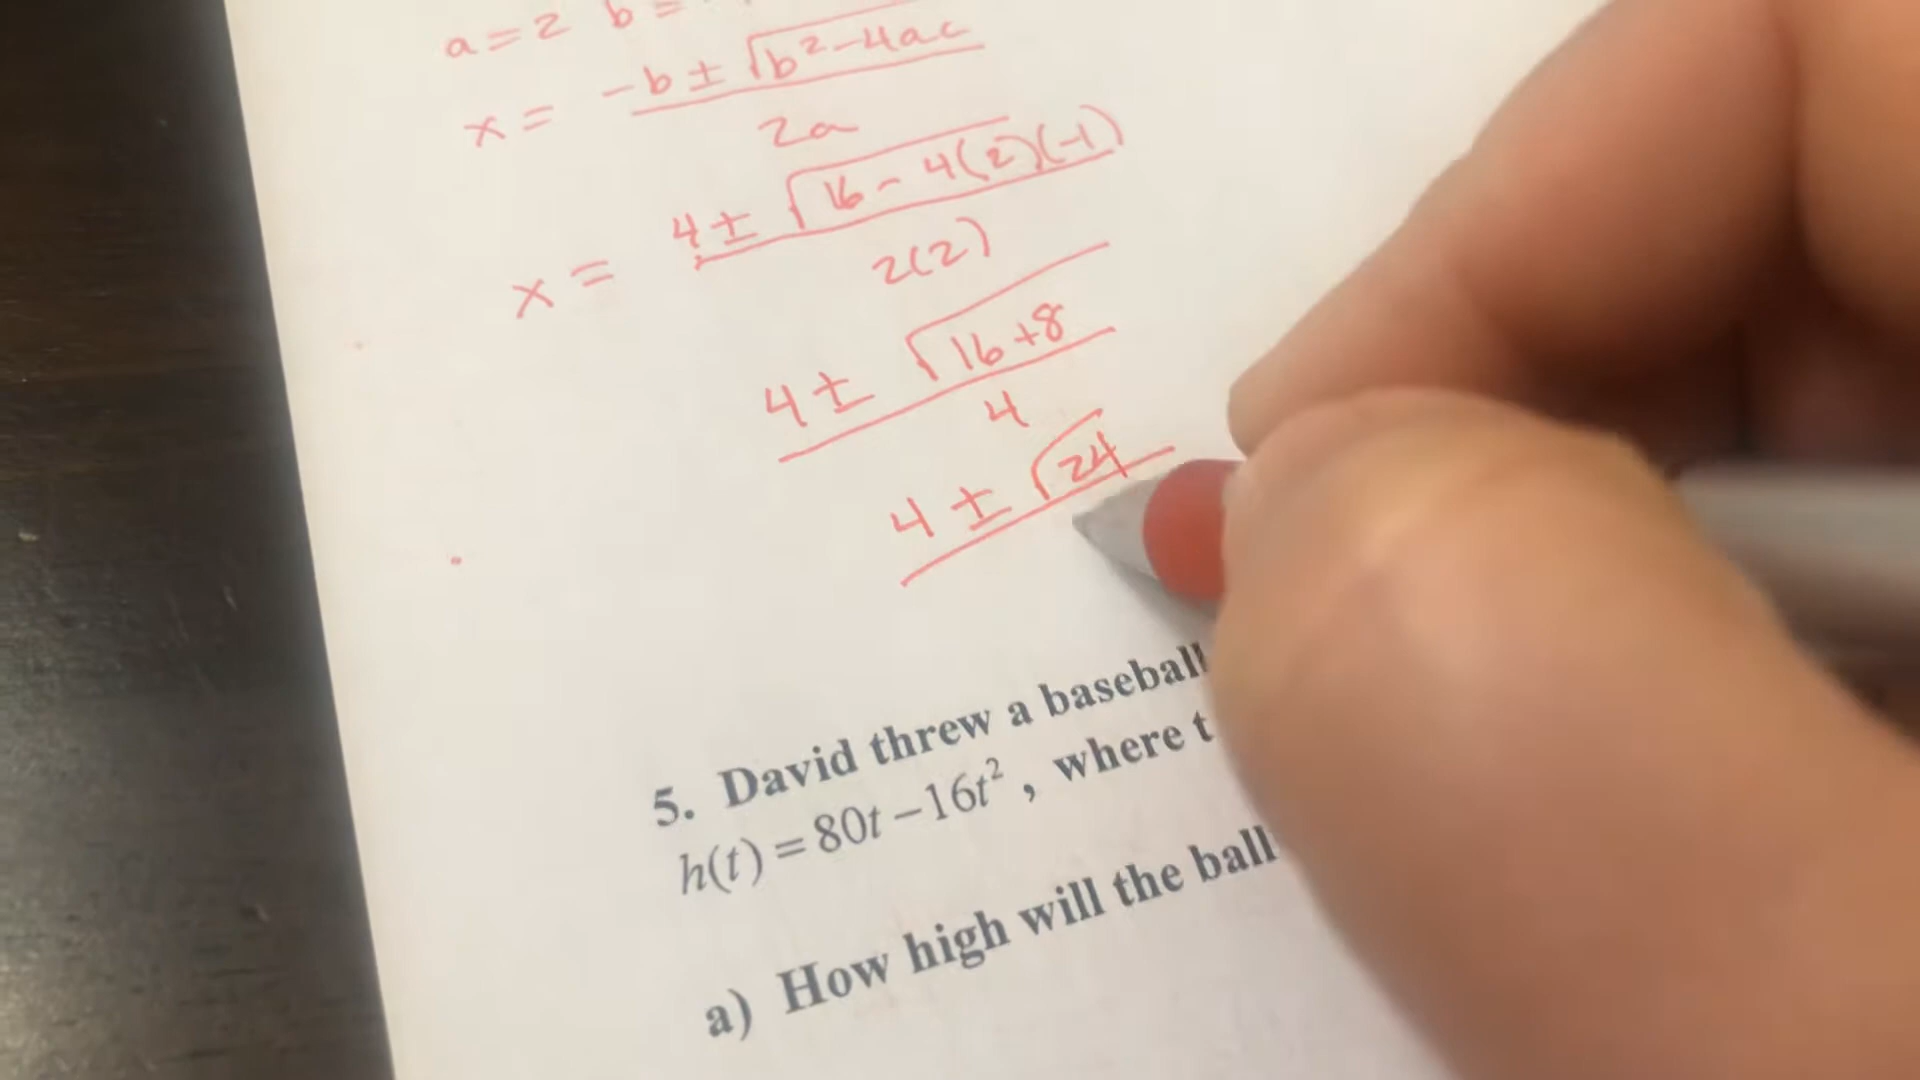 a = 2 b =
x = -b ± √b² - 4ac
2a
x = 4 ± √16 - 4(2)(-1)
2(2)
4 ± √16 + 8
4
4 ± √24
5. David threw a baseball
h(t) = 80t – 16t² , where t
a) How high will the ball